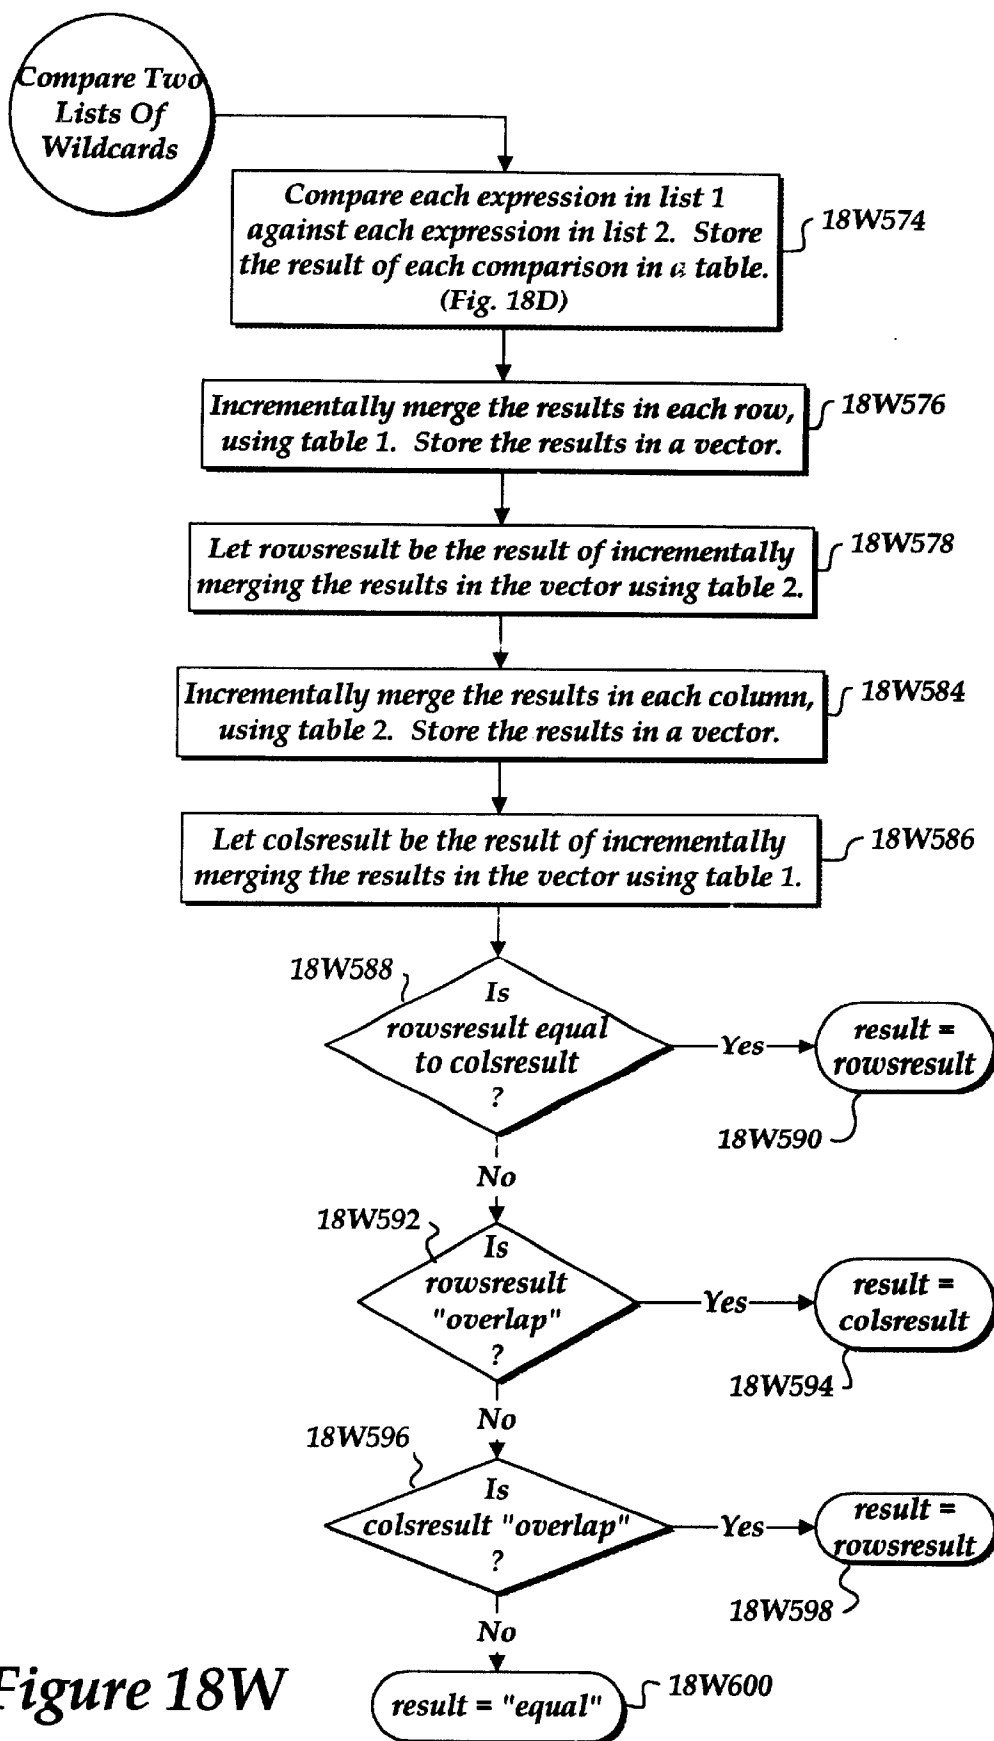 Compare Two
Lists Of
Wildcards
Compare each expression in list 1
against each expression in list 2. Store
the result of each comparison in a table.
(Fig. 18D)
18W574
Incrementally merge the results in each row,
using table 1. Store the results in a vector.
18W576
Let rowsresult be the result of incrementally
merging the results in the vector using table 2.
18W578
Incrementally merge the results in each column,
using table 2. Store the results in a vector.
18W584
Let colsresult be the result of incrementally
merging the results in the vector using table 1.
18W586
18W588
Is
rowsresult equal
to colsresult
?
Yes
result =
rowsresult
18W590
No
18W592
Is
rowsresult
"overlap"
?
Yes
result =
colsresult
18W594
No
18W596
Is
colsresult "overlap"
?
Yes
result =
rowsresult
18W598
No
result = "equal"
18W600
Figure 18W